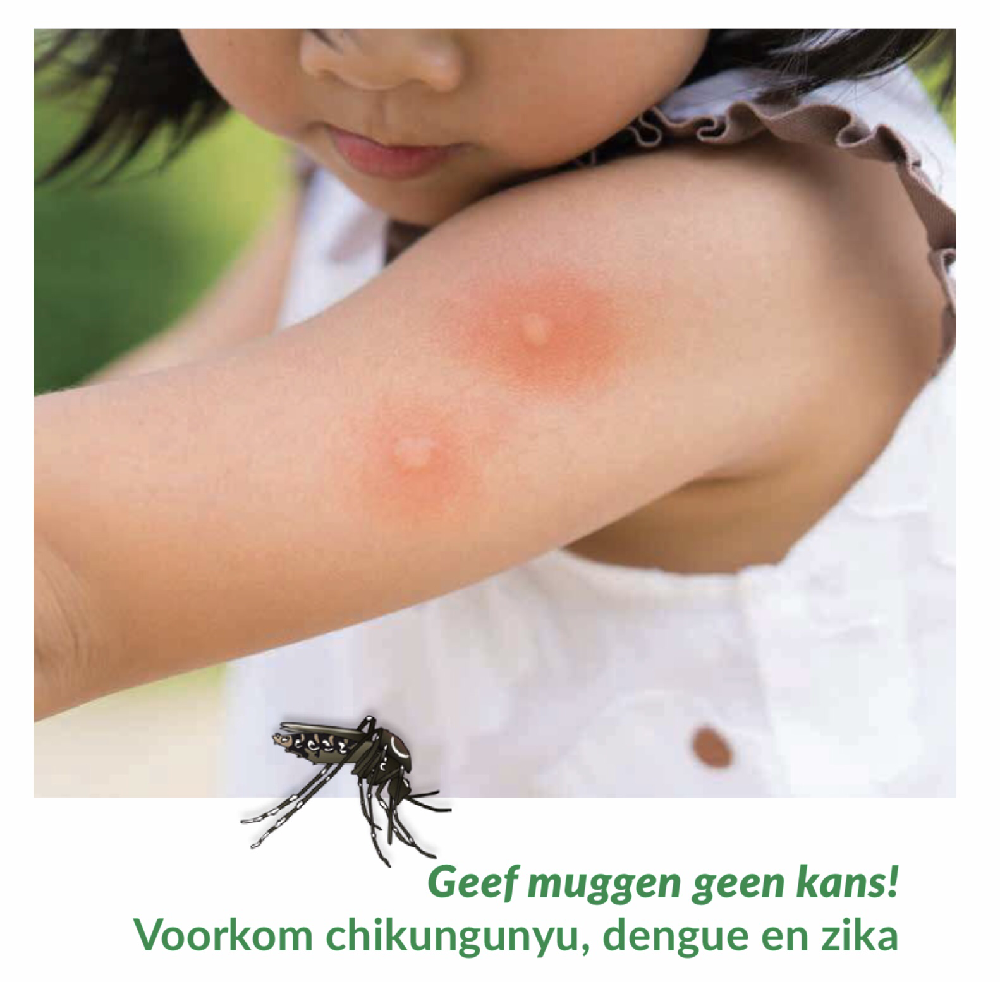 Geef muggen geen kans!
Voorkom chikungunyu, dengue en zika